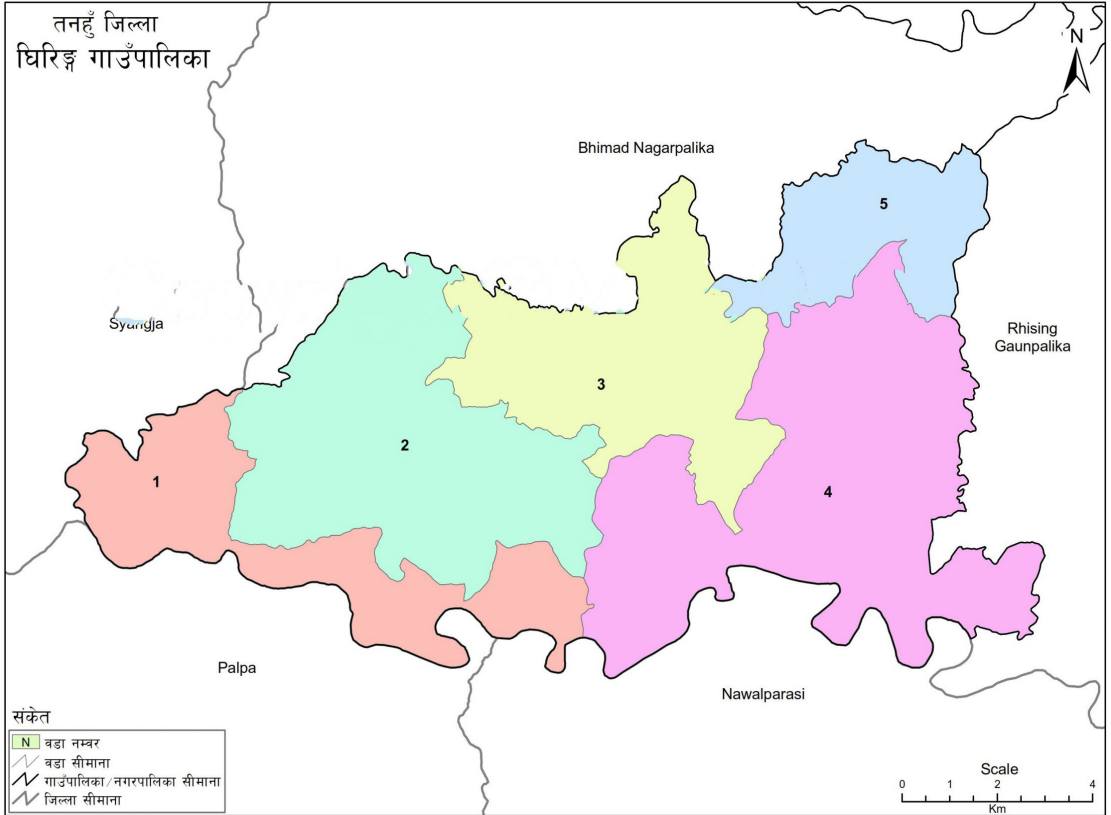 तनहुँ जिल्ला
घिरिङ्ग गाउँपालिका
N
Bhimad Nagarpalika
5
Syangja
Rhising
Gaunpalika
3
2
1
4
Palpa
Nawalparasi
संकेत
N वडा नम्बर
वडा सीमाना
गाउँपालिका/नगरपालिका सीमाना
जिल्ला सीमाना
Scale
0 1 2 4
Km